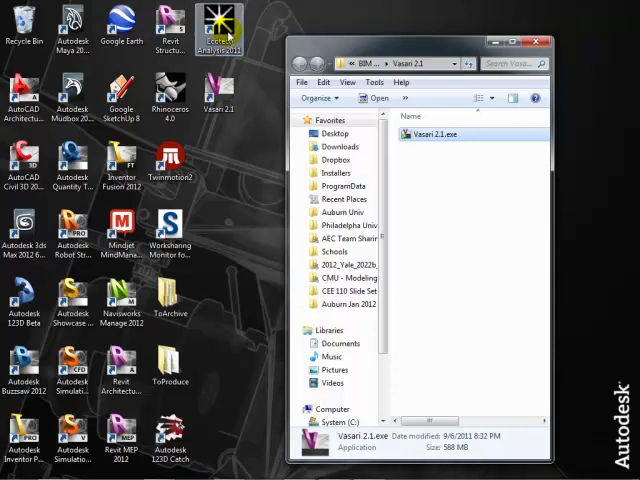 Recycle Bin
Autodesk
Maya 20...
Google Earth
Revit
Structu...
Ecotect
Analysis 2011
AutoCAD
Architectu...
Autodesk
Mudbox 20...
Google
SketchUp 8
Rhinoceros
4.0
Vasari 2.1
AutoCAD
Civil 3D 20...
Autodesk
Quantity T...
Inventor
Fusion 2012
Twinmotion2
Autodesk 3ds
Max 2012 6...
Autodesk
Robot Str...
Mindjet
MindMana...
Worksharing
Monitor fo...
Autodesk
123D Beta
Autodesk
Showcase ...
Navisworks
Manage 2012
ToArchive
Autodesk
Buzzsaw 2012
Autodesk
Simulati...
Revit
Architectu...
ToProduce
Autodesk
Inventor P...
Autodesk
Simulation...
Revit MEP
2012
Autodesk
123D Catch
« BIM ...
Vasari 2.1
Search Vasa...
File
Edit
View
Tools
Help
Organize
Open
»
Favorites
Desktop
Downloads
Dropbox
Installers
ProgramData
Recent Places
Auburn Univ
Philadelpha Univ
AEC Team Sharin
Schools
2012_Yale_2022b_
CMU - Modeling
CEE 110 Slide Set
Auburn Jan 2012
Libraries
Documents
Music
Pictures
Videos
Computer
System (C:)
Name
Vasari 2.1.exe
Vasari 2.1.exe Date modified: 9/6/2011 8:32 PM
Application Size: 588 MB
Autodesk